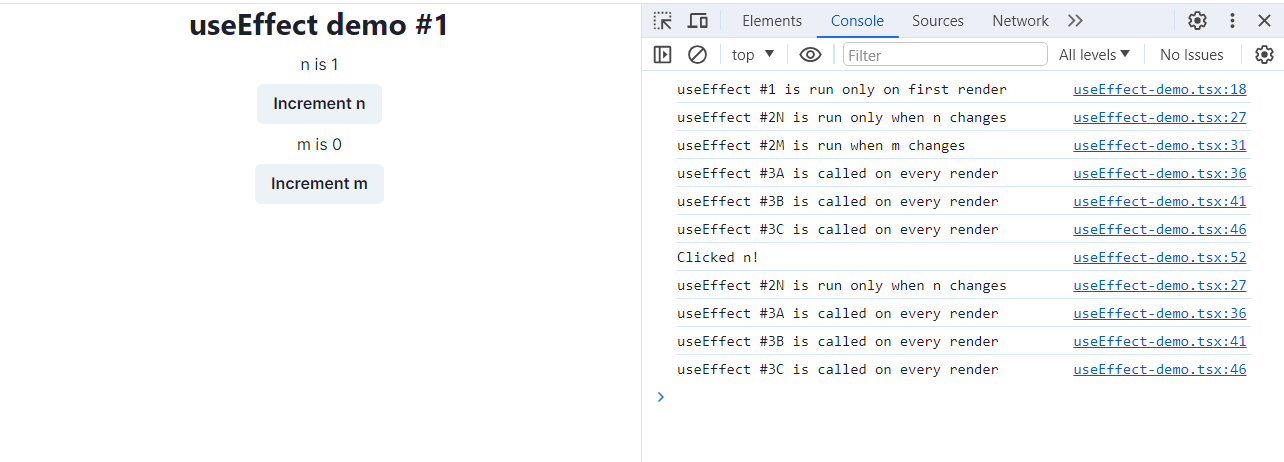 useEffect demo #1
n is 1
Increment n
m is 0
Increment m
Elements Console Sources Network
top Filter All levels No Issues
useEffect #1 is run only on first render useEffect-demo.tsx:18
useEffect #2N is run only when n changes useEffect-demo.tsx:27
useEffect #2M is run when m changes useEffect-demo.tsx:31
useEffect #3A is called on every render useEffect-demo.tsx:36
useEffect #3B is called on every render useEffect-demo.tsx:41
useEffect #3C is called on every render useEffect-demo.tsx:46
Clicked n! useEffect-demo.tsx:52
useEffect #2N is run only when n changes useEffect-demo.tsx:27
useEffect #3A is called on every render useEffect-demo.tsx:36
useEffect #3B is called on every render useEffect-demo.tsx:41
useEffect #3C is called on every render useEffect-demo.tsx:46